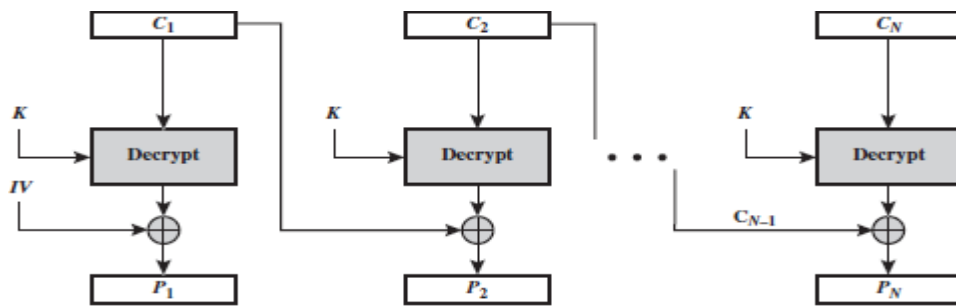 C1 C2 CN
K K K
Decrypt Decrypt Decrypt
IV
CN–1
P1 P2 PN